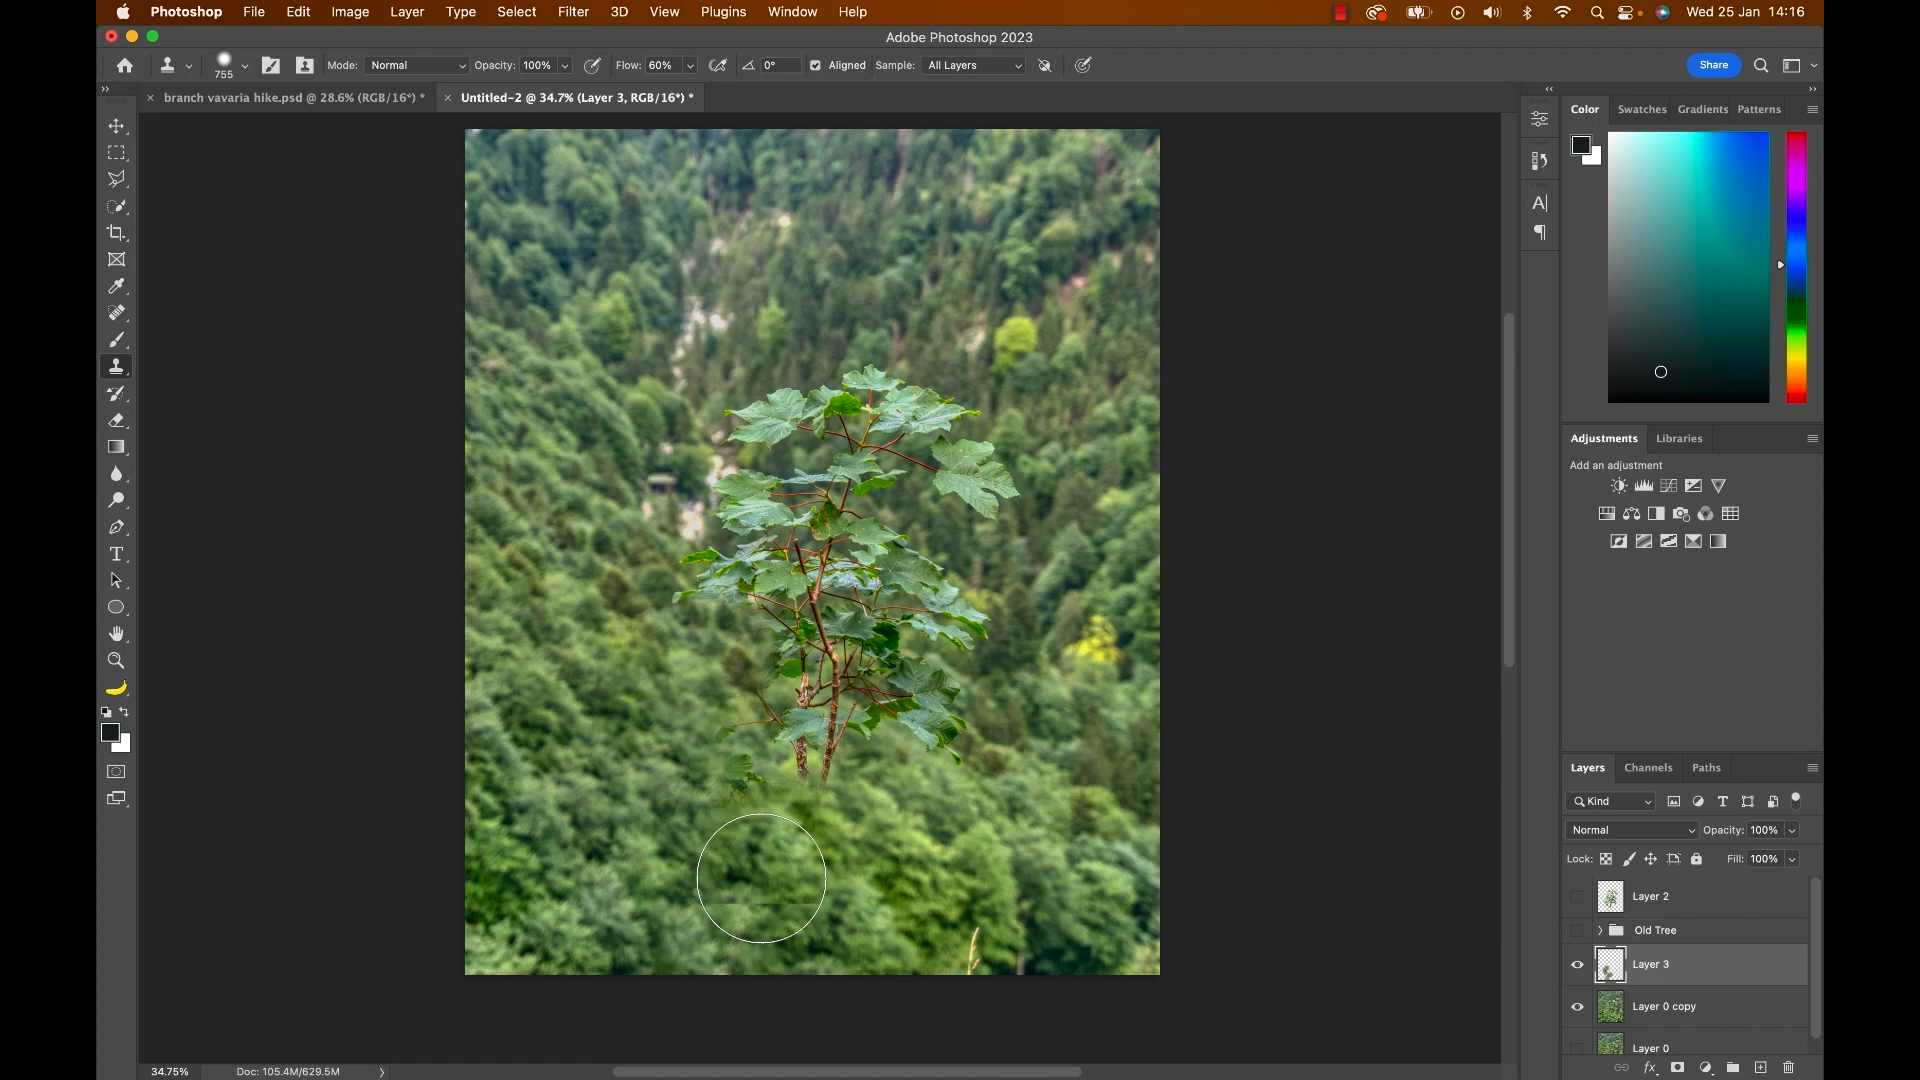 Photoshop File Edit Image Layer Type Select Filter 3D View Plugins Window Help Wed 25 Jan 14:16
Adobe Photoshop 2023
755 Mode: Normal Opacity: 100% Flow: 60% 0° Aligned Sample: All Layers Share
branch vavaria hike.psd @ 28.6% (RGB/16*) * Untitled-2 @ 34.7% (Layer 3, RGB/16*) *
Color Swatches Gradients Patterns
Adjustments Libraries
Add an adjustment
Layers Channels Paths
Kind
Normal Opacity: 100%
Lock: Fill: 100%
Layer 2
Old Tree
Layer 3
Layer 0 copy
Layer 0
34.75% Doc: 105.4M/629.5M